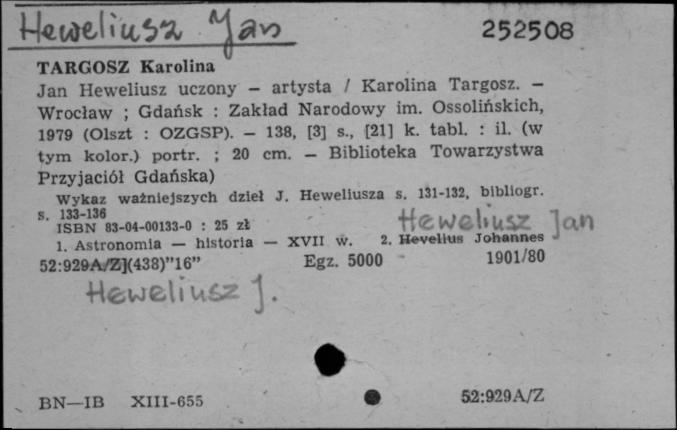 Heweliusz Jan
252508
TARGOSZ Karolina
Jan Heweliusz uczony — artysta / Karolina Targosz. —
Wrocław ; Gdańsk : Zakład Narodowy im. Ossolińskich,
1979 (Olszt : OZGSP). — 138, [3] s., [21] k. tabl. : il. (w
tym kolor.) portr. ; 20 cm. — Biblioteka Towarzystwa
Przyjaciół Gdańska)
Wykaz ważniejszych dzieł J. Heweliusza s. 131-132, bibliogr.
s. 133-136
ISBN 83-04-00133-0 : 25 zł
Heweliusz Jan
1. Astronomia — historia — XVII w. 2. Hevelius Johannes
52:929A/Z](438)"16" Egz. 5000 1901/80
Heweliusz J.
BN—IB XIII-655 52:929A/Z